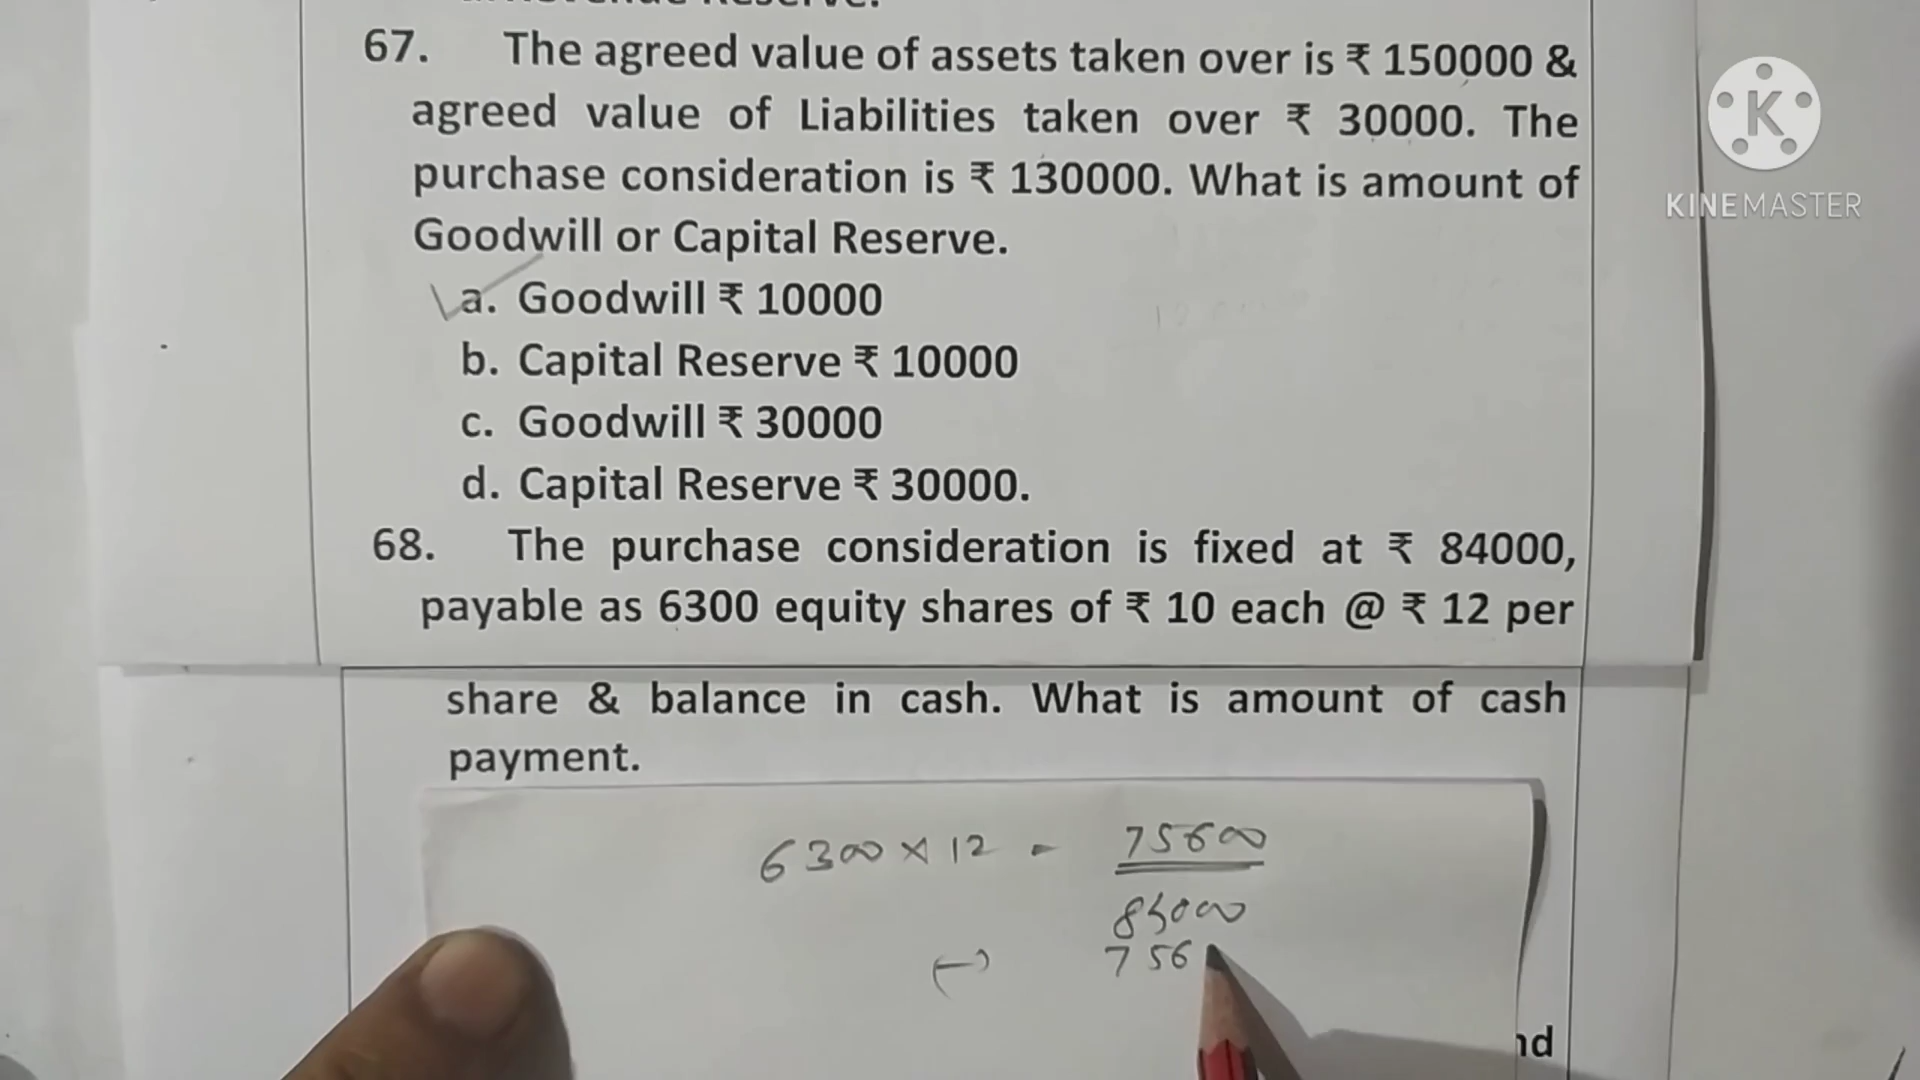 67. The agreed value of assets taken over is ₹ 150000 &
agreed value of Liabilities taken over ₹ 30000. The
purchase consideration is ₹ 130000. What is amount of
Goodwill or Capital Reserve.
a. Goodwill ₹ 10000
b. Capital Reserve ₹ 10000
c. Goodwill ₹ 30000
d. Capital Reserve ₹ 30000.
68. The purchase consideration is fixed at ₹ 84000,
payable as 6300 equity shares of ₹ 10 each @ ₹ 12 per
share & balance in cash. What is amount of cash
payment.
6300 × 12 - 75600
84000
(-) 756
KINEMASTER